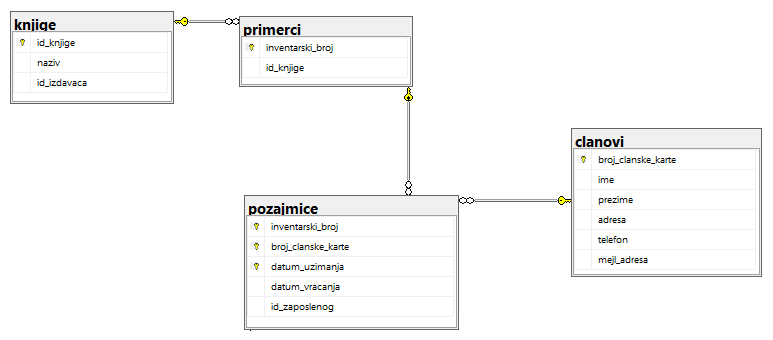 knjige
id_knjige
naziv
id_izdavaca
primerci
inventarski_broj
id_knjige
clanovi
broj_clanske_karte
ime
prezime
adresa
telefon
mejl_adresa
pozajmice
inventarski_broj
broj_clanske_karte
datum_uzimanja
datum_vracanja
id_zaposlenog